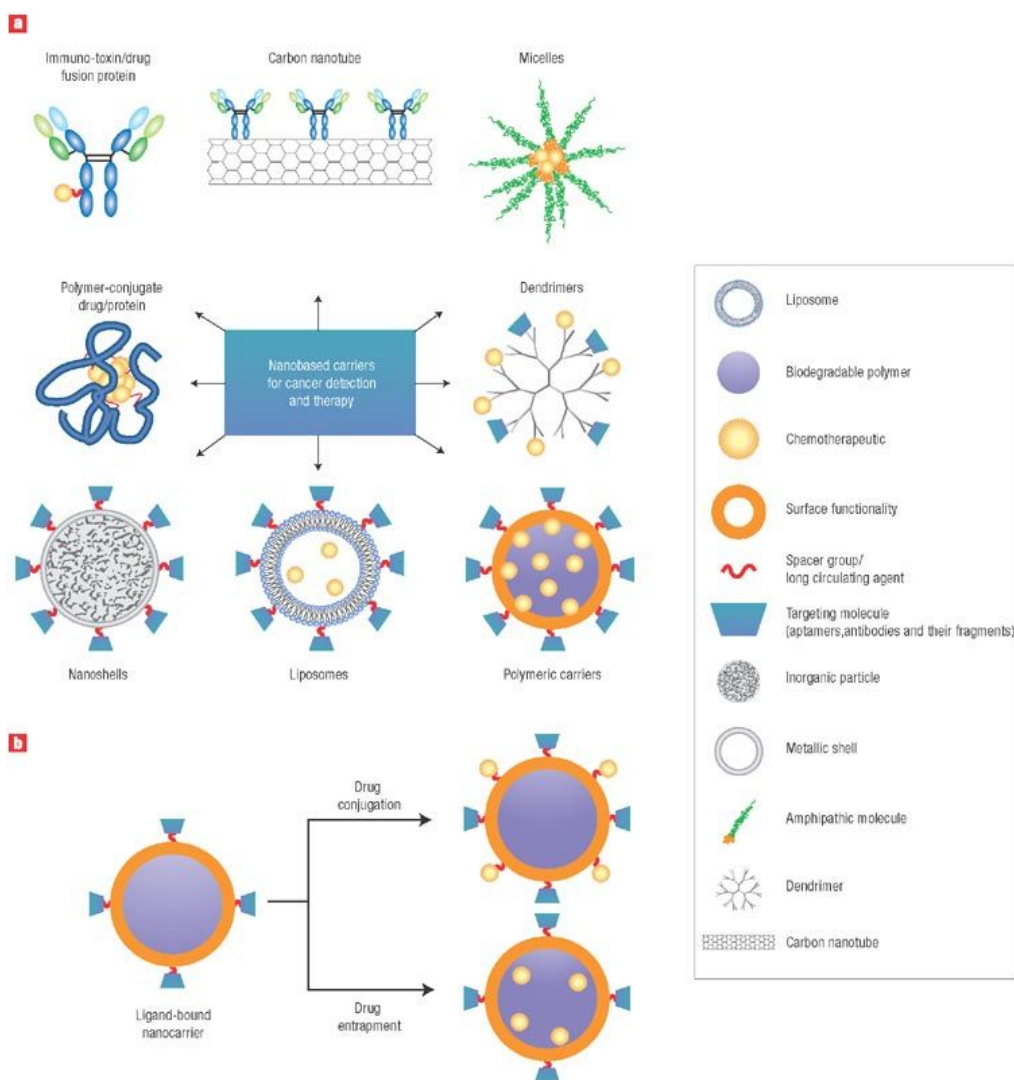 a
Immuno-toxin/drug
fusion protein
Carbon nanotube
Micelles
Polymer-conjugate
drug/protein
Nanobased carriers
for cancer detection
and therapy
Dendrimers
Nanoshells
Liposomes
Polymeric carriers
Liposome
Biodegradable polymer
Chemotherapeutic
Surface functionality
Spacer group/
long circulating agent
Targeting molecule
(aptamers,antibodies and their fragments)
Inorganic particle
Metallic shell
Amphipathic molecule
Dendrimer
Carbon nanotube
b
Ligand-bound
nanocarrier
Drug
conjugation
Drug
entrapment